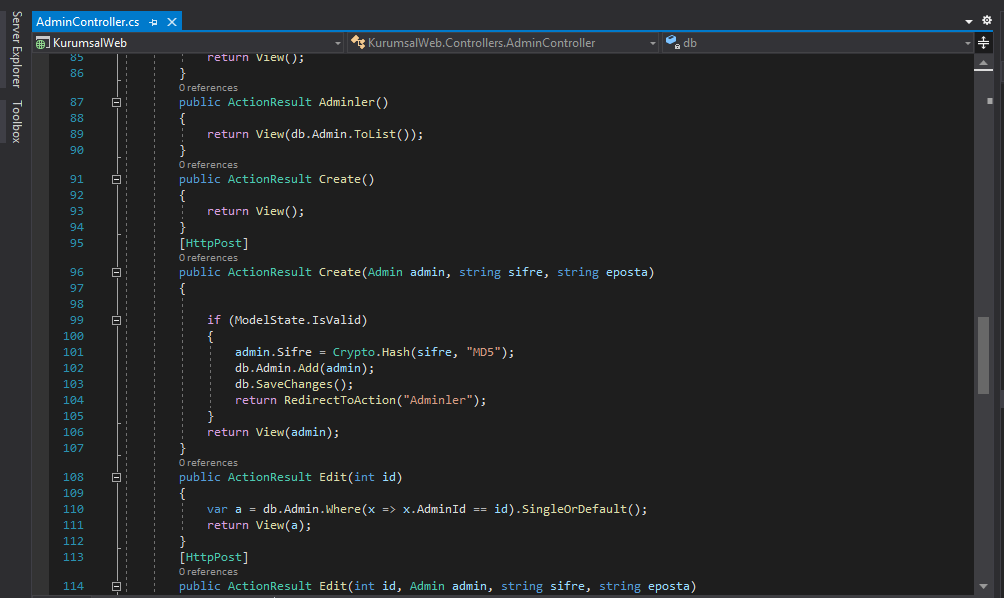 Server Explorer
Toolbox
AdminController.cs
KurumsalWeb
KurumsalWeb.Controllers.AdminController
db
85 return View();
86 }
0 references
87 public ActionResult Adminler()
88 {
89 return View(db.Admin.ToList());
90 }
0 references
91 public ActionResult Create()
92 {
93 return View();
94 }
95 [HttpPost]
0 references
96 public ActionResult Create(Admin admin, string sifre, string eposta)
97 {
98
99 if (ModelState.IsValid)
100 {
101 admin.Sifre = Crypto.Hash(sifre, "MD5");
102 db.Admin.Add(admin);
103 db.SaveChanges();
104 return RedirectToAction("Adminler");
105 }
106 return View(admin);
107 }
0 references
108 public ActionResult Edit(int id)
109 {
110 var a = db.Admin.Where(x => x.AdminId == id).SingleOrDefault();
111 return View(a);
112 }
113 [HttpPost]
0 references
114 public ActionResult Edit(int id, Admin admin, string sifre, string eposta)